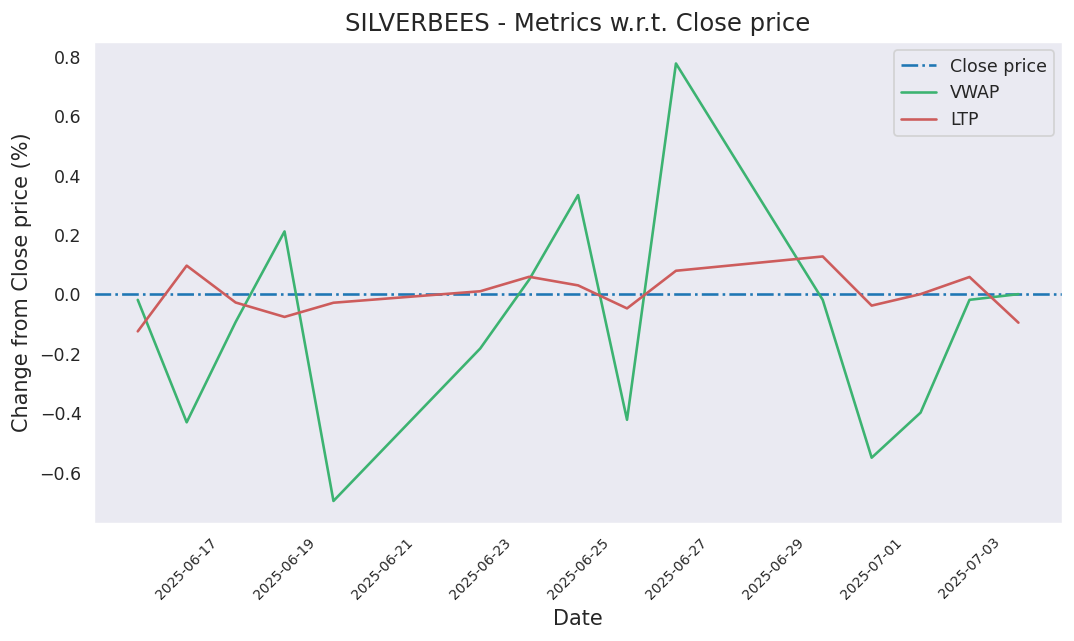 SILVERBEES - Metrics w.r.t. Close price
Close price
VWAP
LTP
Change from Close price (%)
0.8
0.6
0.4
0.2
0.0
−0.2
−0.4
−0.6
2025-06-17
2025-06-19
2025-06-21
2025-06-23
2025-06-25
2025-06-27
2025-06-29
2025-07-01
2025-07-03
Date